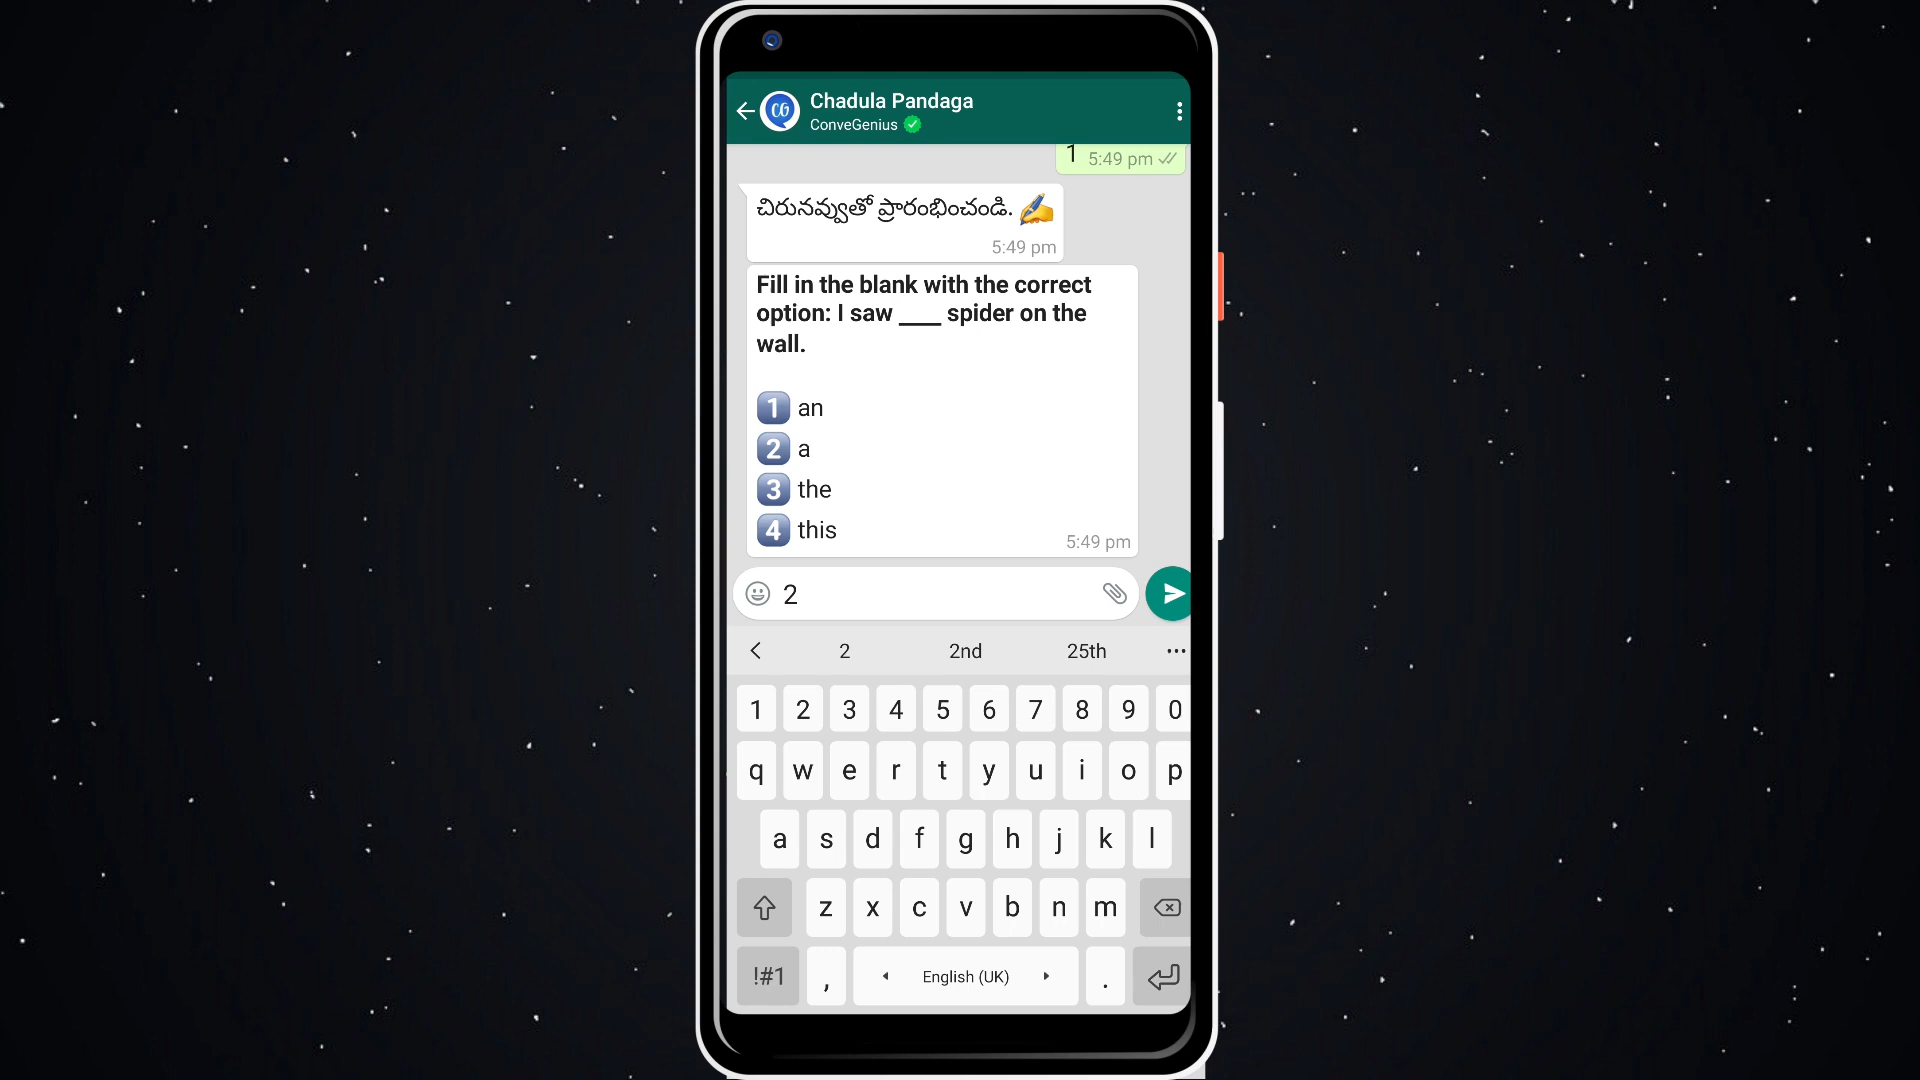 Chadula Pandaga
ConveGenius
1 5:49 pm
చిరునవ్వుతో ప్రారంభించండి. ✍
5:49 pm
Fill in the blank with the correct
option: I saw ____ spider on the
wall.
1 an
2 a
3 the
4 this
5:49 pm
2
2 2nd 25th
1 2 3 4 5 6 7 8 9 0
q w e r t y u i o p
a s d f g h j k l
z x c v b n m
!#1 , English (UK) .